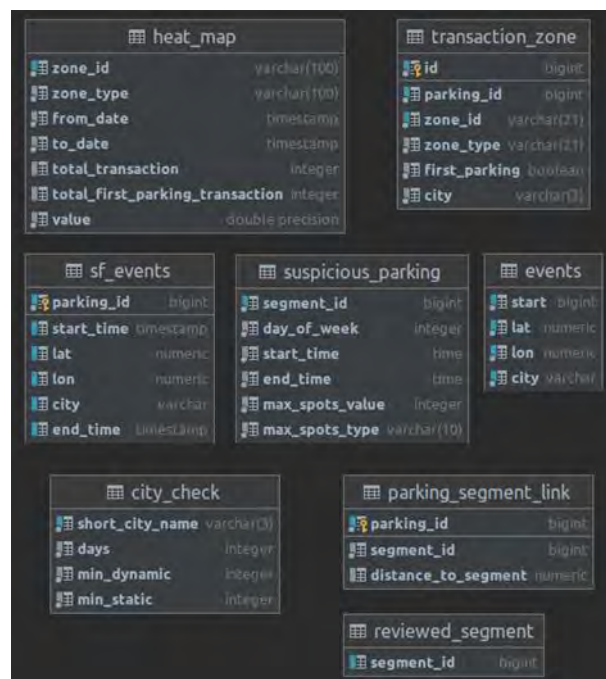 heat_map
zone_id varchar(100)
zone_type varchar(100)
from_date timestamp
to_date timestamp
total_transaction integer
total_first_parking_transaction integer
value double precision
transaction_zone
id bigint
parking_id bigint
zone_id varchar(21)
zone_type varchar(21)
first_parking boolean
city varchar(3)
sf_events
parking_id bigint
start_time timestamp
lat numeric
lon numeric
city varchar
end_time timestamp
suspicious_parking
segment_id bigint
day_of_week integer
start_time time
end_time time
max_spots_value integer
max_spots_type varchar(10)
events
start bigint
lat numeric
lon numeric
city varchar
city_check
short_city_name varchar(3)
days integer
min_dynamic integer
min_static integer
parking_segment_link
parking_id bigint
segment_id bigint
distance_to_segment numeric
reviewed_segment
segment_id bigint